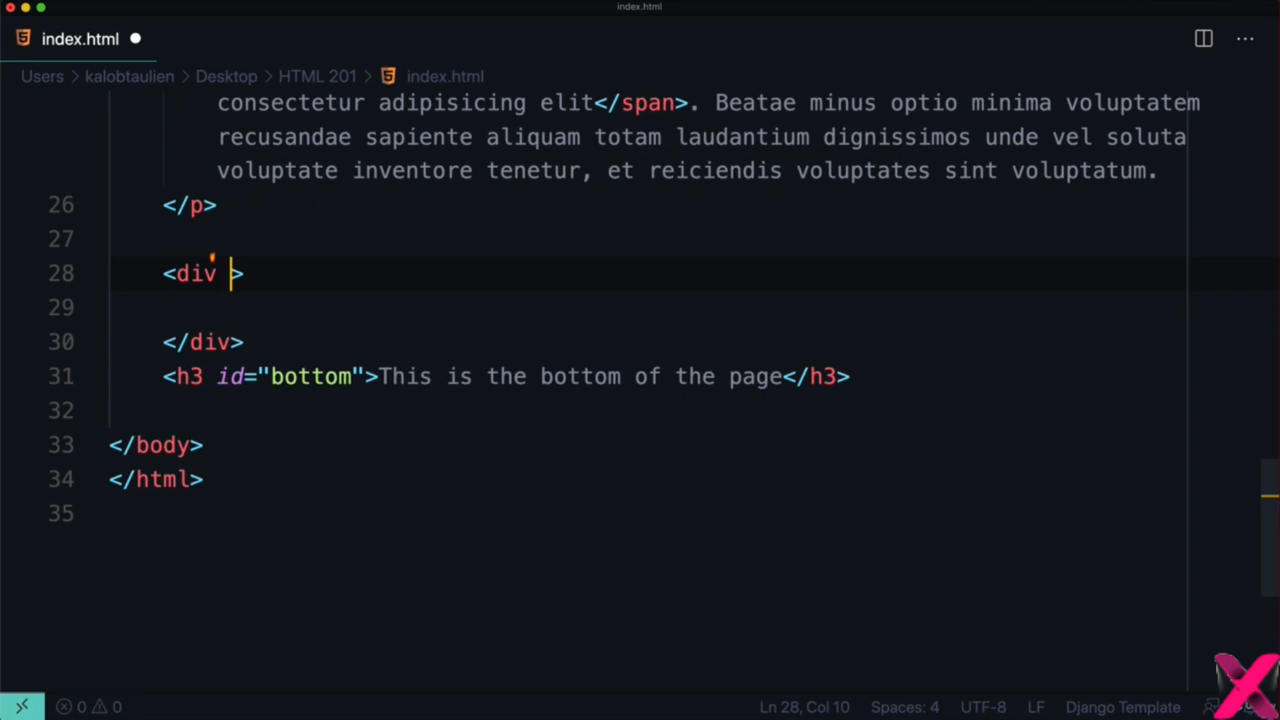 index.html
index.html
Users > kalobtaulien > Desktop > HTML 201 > index.html
consectetur adipisicing elit</span>. Beatae minus optio minima voluptatem
recusandae sapiente aliquam totam laudantium dignissimos unde vel soluta
voluptate inventore tenetur, et reiciendis voluptates sint voluptatum.
26 </p>
27
28 <div >
29
30 </div>
31 <h3 id="bottom">This is the bottom of the page</h3>
32
33 </body>
34 </html>
35
0 0 Ln 28, Col 10 Spaces: 4 UTF-8 LF Django Template
X